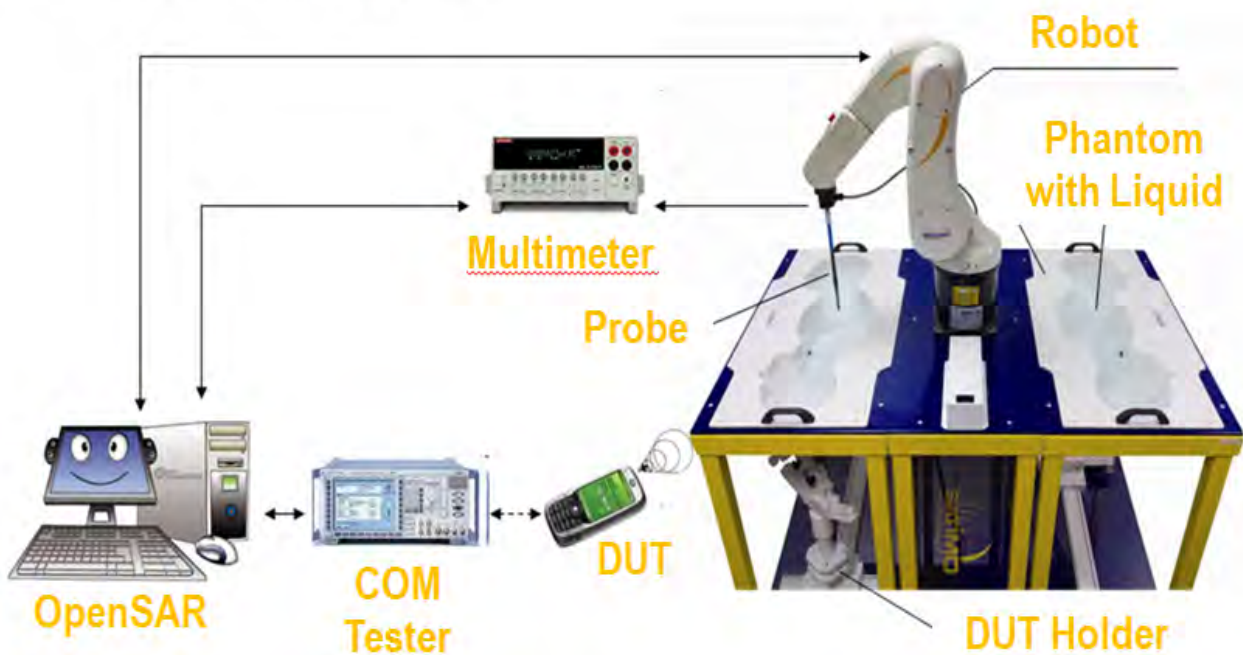 Robot
Phantom
with Liquid
Multimeter
Probe
OpenSAR
COM
Tester
DUT
DUT Holder